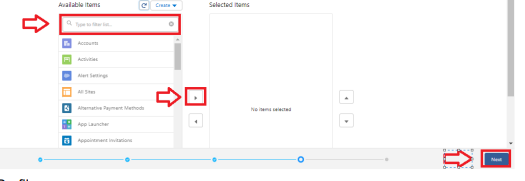 Available Items
Create
Selected Items
Type to filter list...
Accounts
Activities
Alert Settings
All Sites
Alternative Payment Methods
App Launcher
Appointment Invitations
No items selected
Next